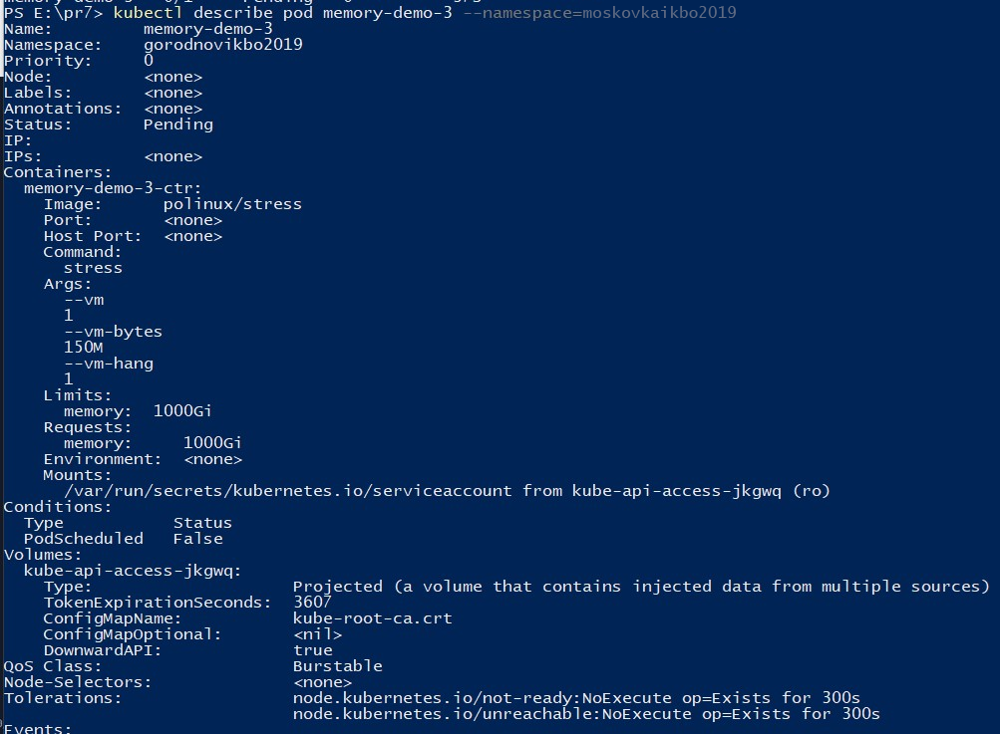 PS E:\pr7> kubectl describe pod memory-demo-3 --namespace=moskovkaikbo2019
Name:         memory-demo-3
Namespace:    gorodnovikbo2019
Priority:     0
Node:         <none>
Labels:       <none>
Annotations:  <none>
Status:       Pending
IP:
IPs:          <none>
Containers:
  memory-demo-3-ctr:
    Image:      polinux/stress
    Port:       <none>
    Host Port:  <none>
    Command:
      stress
    Args:
      --vm
      1
      --vm-bytes
      150M
      --vm-hang
      1
    Limits:
      memory:  1000Gi
    Requests:
      memory:     1000Gi
    Environment:  <none>
    Mounts:
      /var/run/secrets/kubernetes.io/serviceaccount from kube-api-access-jkgwq (ro)
Conditions:
  Type           Status
  PodScheduled   False
Volumes:
  kube-api-access-jkgwq:
    Type:                    Projected (a volume that contains injected data from multiple sources)
    TokenExpirationSeconds:  3607
    ConfigMapName:           kube-root-ca.crt
    ConfigMapOptional:       <nil>
    DownwardAPI:             true
QoS Class:                   Burstable
Node-Selectors:              <none>
Tolerations:                 node.kubernetes.io/not-ready:NoExecute op=Exists for 300s
                             node.kubernetes.io/unreachable:NoExecute op=Exists for 300s
Events: